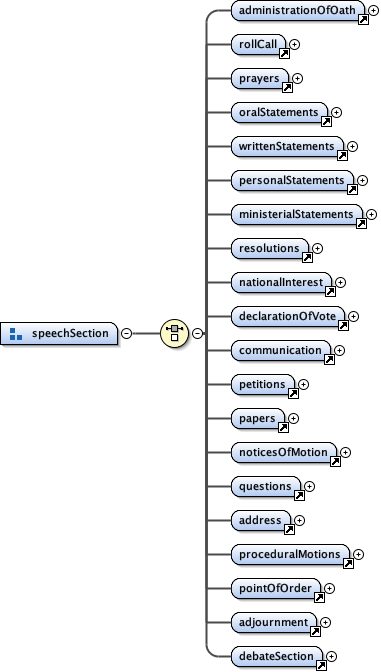 administrationOfOath
rollCall
prayers
oralStatements
writtenStatements
personalStatements
ministerialStatements
resolutions
nationalInterest
speechSection
declarationOfVote
communication
petitions
papers
noticesOfMotion
questions
address
proceduralMotions
pointOfOrder
adjournment
debateSection